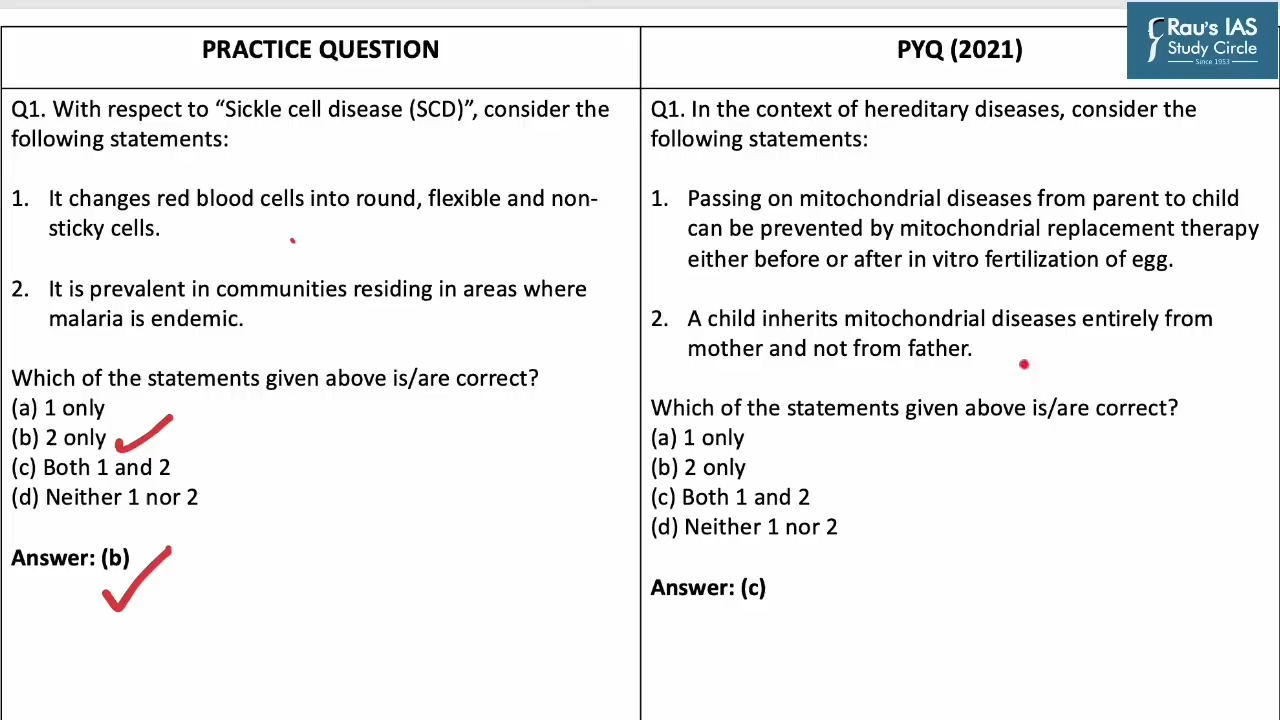 Rau's IAS
Study Circle
Since 1953
PRACTICE QUESTION
Q1. With respect to “Sickle cell disease (SCD)”, consider the
following statements:
1. It changes red blood cells into round, flexible and non-
sticky cells.
2. It is prevalent in communities residing in areas where
malaria is endemic.
Which of the statements given above is/are correct?
(a) 1 only
(b) 2 only
(c) Both 1 and 2
(d) Neither 1 nor 2
Answer: (b)
PYQ (2021)
Q1. In the context of hereditary diseases, consider the
following statements:
1. Passing on mitochondrial diseases from parent to child
can be prevented by mitochondrial replacement therapy
either before or after in vitro fertilization of egg.
2. A child inherits mitochondrial diseases entirely from
mother and not from father.
Which of the statements given above is/are correct?
(a) 1 only
(b) 2 only
(c) Both 1 and 2
(d) Neither 1 nor 2
Answer: (c)